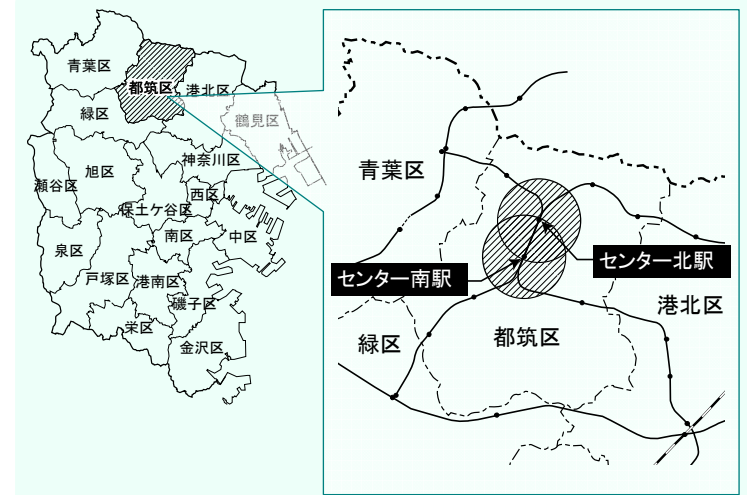 青葉区
都筑区
港北区
緑区
鶴見区
旭区
神奈川区
瀬谷区
西区
保土ケ谷区
南区
中区
泉区
戸塚区
港南区
磯子区
栄区
金沢区
青葉区
センター北駅
センター南駅
港北区
緑区
都筑区